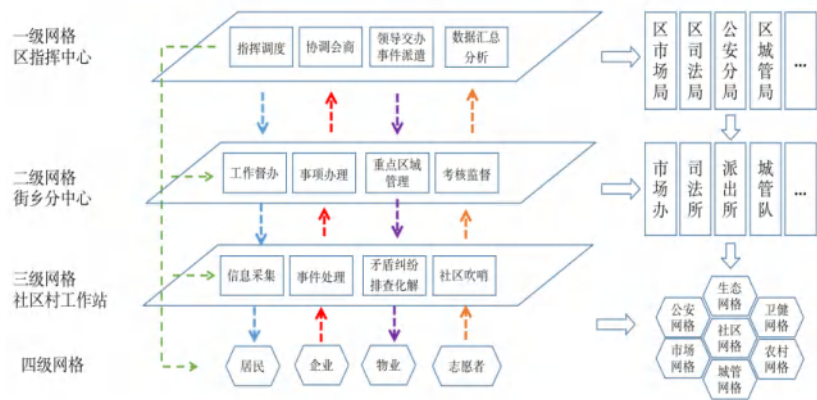 一级网格
区指挥中心
指挥调度
协调会商
领导交办
事件派遣
数据汇总
分析
区市场局
区司法局
公安分局
区城管局
...
二级网格
街乡分中心
工作督办
事项办理
重点区域
管理
考核监督
市场办
司法所
派出所
城管队
...
三级网格
社区村工作站
信息采集
事件处理
矛盾纠纷
排查化解
社区吹哨
四级网格
居民
企业
物业
志愿者
生态
网格
公安
网格
卫健
网格
社区
网格
市场
网格
农村
网格
城管
网格